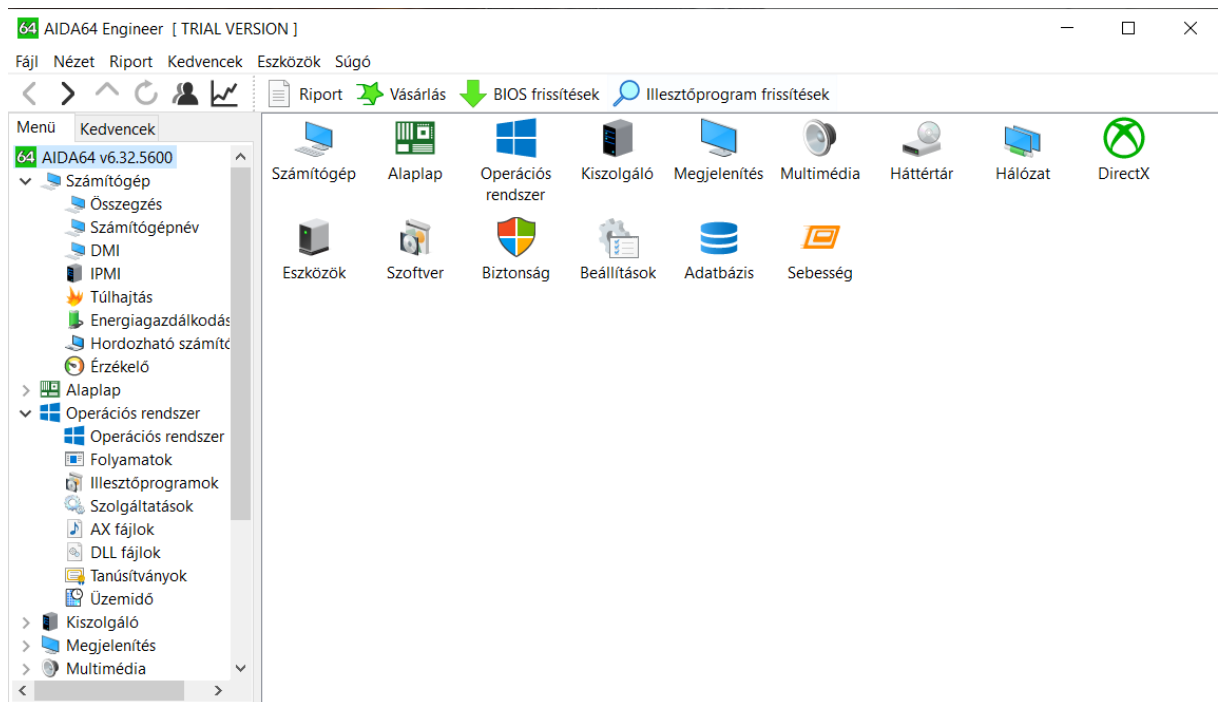 64 AIDA64 Engineer [ TRIAL VERSION ]
Fájl Nézet Riport Kedvencek Eszközök Súgó
Riport Vásárlás BIOS frissítések Illesztőprogram frissítések
Menü Kedvencek
64 AIDA64 v6.32.5600
Számítógép
Összegzés
Számítógépnév
DMI
IPMI
Túlhajtás
Energiagazdálkodás
Hordozható számító
Érzékelő
Alaplap
Operációs rendszer
Operációs rendszer
Folyamatok
Illesztőprogramok
Szolgáltatások
AX fájlok
DLL fájlok
Tanúsítványok
Üzemidő
Kiszolgáló
Megjelenítés
Multimédia
Számítógép Alaplap Operációs rendszer Kiszolgáló Megjelenítés Multimédia Háttértár Hálózat DirectX
Eszközök Szoftver Biztonság Beállítások Adatbázis Sebesség